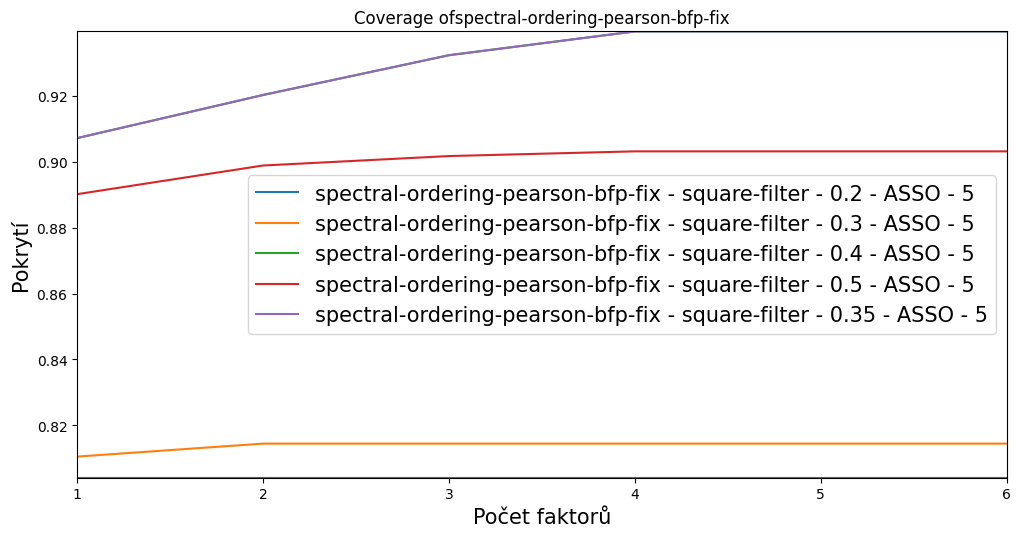 Coverage ofspectral-ordering-pearson-bfp-fix
0.92
0.90
0.88
0.86
0.84
0.82
Pokrytí
spectral-ordering-pearson-bfp-fix - square-filter - 0.2 - ASSO - 5
spectral-ordering-pearson-bfp-fix - square-filter - 0.3 - ASSO - 5
spectral-ordering-pearson-bfp-fix - square-filter - 0.4 - ASSO - 5
spectral-ordering-pearson-bfp-fix - square-filter - 0.5 - ASSO - 5
spectral-ordering-pearson-bfp-fix - square-filter - 0.35 - ASSO - 5
1 2 3 4 5 6
Počet faktorů